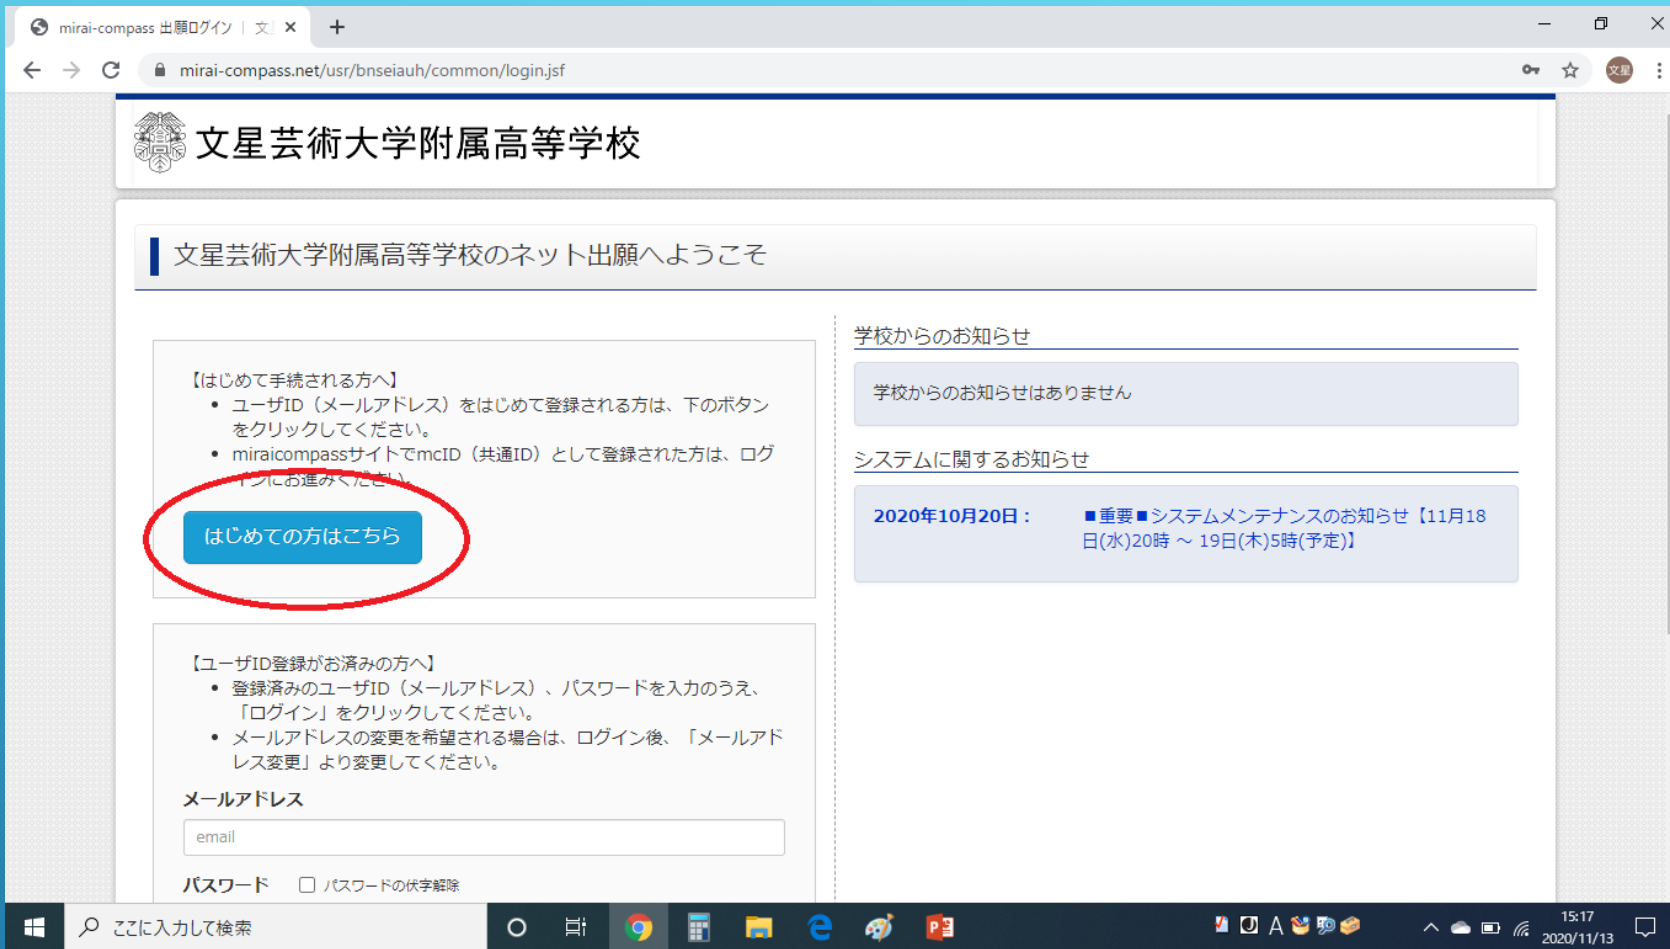 mirai-compass 出願ログイン | 文
mirai-compass.net/usr/bnseiauh/common/login.jsf
文星
文星芸術大学附属高等学校
文星芸術大学附属高等学校のネット出願へようこそ
【はじめて手続される方へ】
• ユーザID（メールアドレス）をはじめて登録される方は、下のボタン
をクリックしてください。
• miraicompassサイトでmcID（共通ID）として登録された方は、ログ
インにお進みください。
はじめての方はこちら
【ユーザID登録がお済みの方へ】
• 登録済みのユーザID（メールアドレス）、パスワードを入力のうえ、
「ログイン」をクリックしてください。
• メールアドレスの変更を希望される場合は、ログイン後、「メールアド
レス変更」より変更してください。
メールアドレス
email
パスワード パスワードの伏字解除
学校からのお知らせ
学校からのお知らせはありません
システムに関するお知らせ
2020年10月20日： ■重要■システムメンテナンスのお知らせ【11月18
日(水)20時 ～ 19日(木)5時(予定)】
ここに入力して検索
A
15:17
2020/11/13